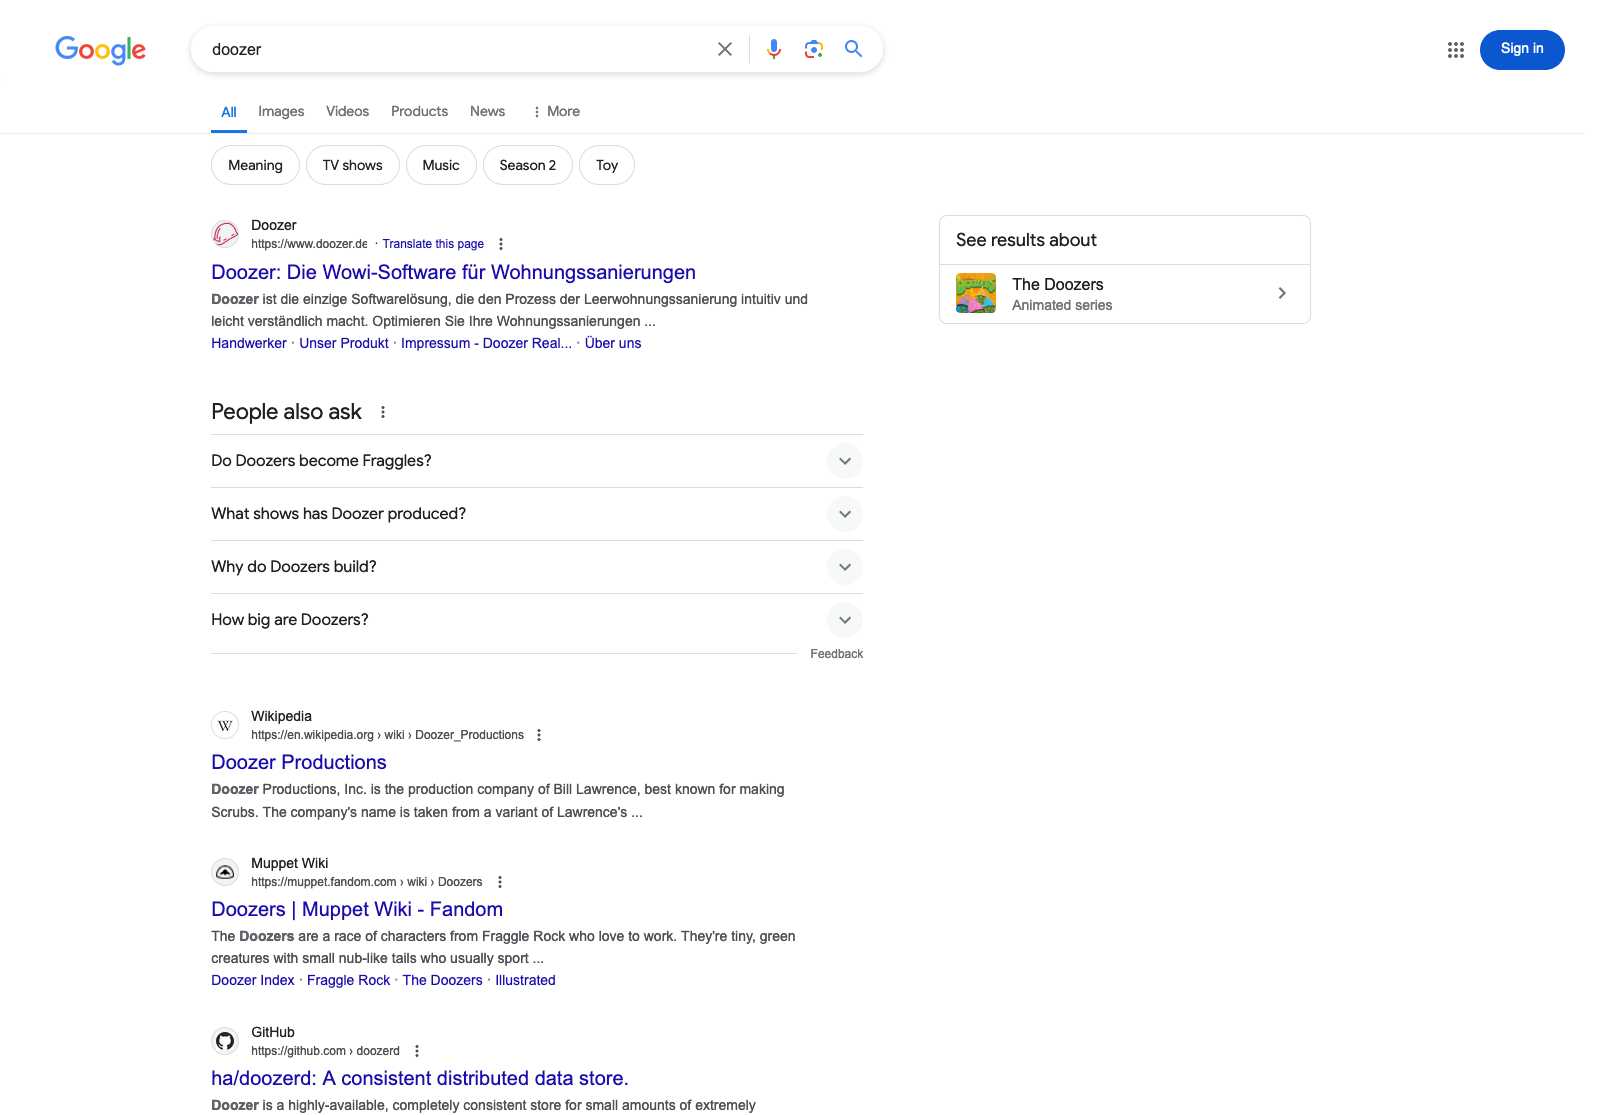 Google
doozer
Sign in
All
Images
Videos
Products
News
More
Meaning
TV shows
Music
Season 2
Toy
Doozer
https://www.doozer.de · Translate this page
Doozer: Die Wowi-Software für Wohnungssanierungen
Doozer ist die einzige Softwarelösung, die den Prozess der Leerwohnungssanierung intuitiv und
leicht verständlich macht. Optimieren Sie Ihre Wohnungssanierungen ...
Handwerker · Unser Produkt · Impressum - Doozer Real... · Über uns
See results about
The Doozers
Animated series
People also ask
Do Doozers become Fraggles?
What shows has Doozer produced?
Why do Doozers build?
How big are Doozers?
Feedback
W
Wikipedia
https://en.wikipedia.org › wiki › Doozer_Productions
Doozer Productions
Doozer Productions, Inc. is the production company of Bill Lawrence, best known for making
Scrubs. The company's name is taken from a variant of Lawrence's ...
Muppet Wiki
https://muppet.fandom.com › wiki › Doozers
Doozers | Muppet Wiki - Fandom
The Doozers are a race of characters from Fraggle Rock who love to work. They're tiny, green
creatures with small nub-like tails who usually sport ...
Doozer Index · Fraggle Rock · The Doozers · Illustrated
GitHub
https://github.com › doozerd
ha/doozerd: A consistent distributed data store.
Doozer is a highly-available, completely consistent store for small amounts of extremely